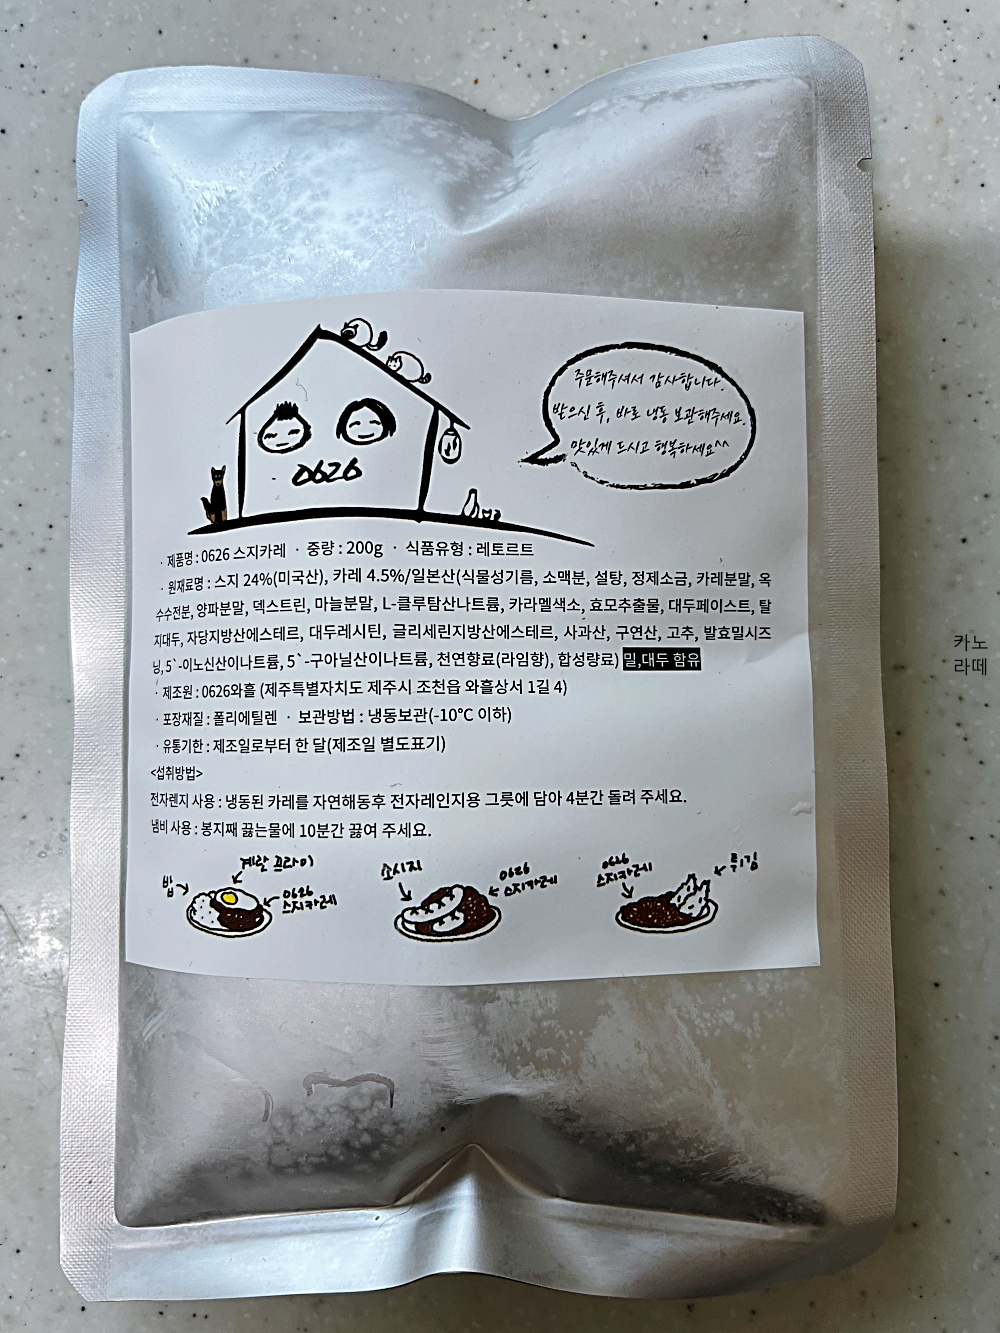 0626
주문해주셔서 감사합니다.
받으신 후, 바로 냉동 보관해주세요.
맛있게 드시고 행복하세요^^
· 제품명 : 0626 스지카레 · 중량 : 200g · 식품유형 : 레토르트
· 원재료명 : 스지 24%(미국산), 카레 4.5%/일본산(식물성기름, 소맥분, 설탕, 정제소금, 카레분말, 옥
수수전분, 양파분말, 덱스트린, 마늘분말, L-클루탐산나트륨, 카라멜색소, 효모추출물, 대두페이스트, 탈
지대두, 자당지방산에스테르, 대두레시틴, 글리세린지방산에스테르, 사과산, 구연산, 고추, 발효밀시즈
닝, 5`-이노신산이나트륨, 5`-구아닐산이나트륨, 천연향료(라임향), 합성량료) 밀,대두 함유
· 제조원 : 0626와흘 (제주특별자치도 제주시 조천읍 와흘상서 1길 4)
· 포장재질 : 폴리에틸렌 · 보관방법 : 냉동보관(-10℃ 이하)
· 유통기한 : 제조일로부터 한 달(제조일 별도표기)
<섭취방법>
전자렌지 사용 : 냉동된 카레를 자연해동후 전자레인지용 그릇에 담아 4분간 돌려 주세요.
냄비 사용 : 봉지째 끓는물에 10분간 끓여 주세요.
밥
계란 프라이
0626
스지카레
소시지
0626
스지카레
0626
스지카레
튀김
카노
라떼